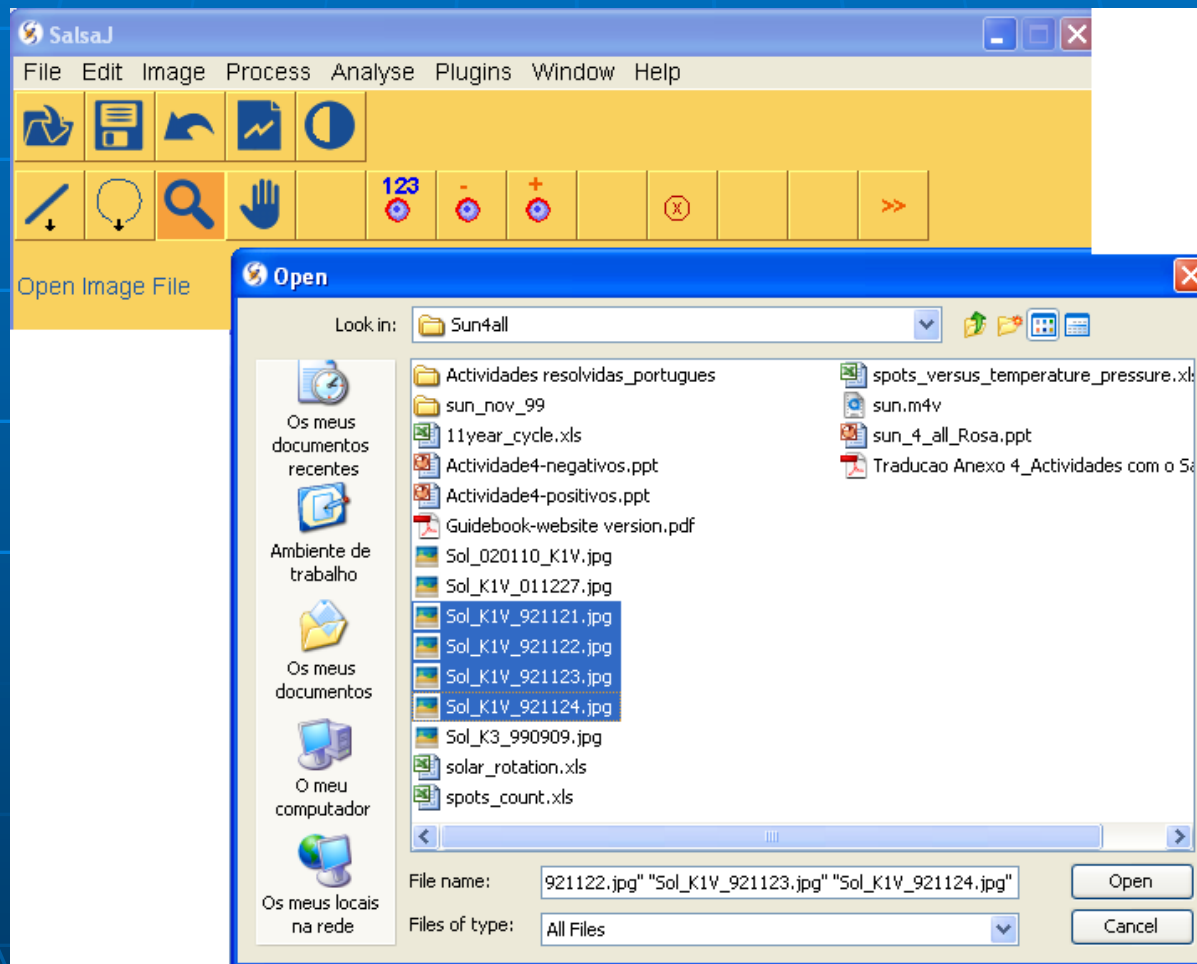 SalsaJ
File Edit Image Process Analyse Plugins Window Help
123
- +
x >>
Open Image File
Open
Look in: Sun4all
Os meus
documentos
recentes
Ambiente de
trabalho
Os meus
documentos
O meu
computador
Os meus locais
na rede
Actividades resolvidas_portugues
sun_nov_99
11year_cycle.xls
Actividade4-negativos.ppt
Actividade4-positivos.ppt
Guidebook-website version.pdf
Sol_020110_K1V.jpg
Sol_K1V_011227.jpg
Sol_K1V_921121.jpg
Sol_K1V_921122.jpg
Sol_K1V_921123.jpg
Sol_K1V_921124.jpg
Sol_K3_990909.jpg
solar_rotation.xls
spots_count.xls
spots_versus_temperature_pressure.xls
sun.m4v
sun_4_all_Rosa.ppt
Traducao Anexo 4_Actividades com o Sa
File name: 921122.jpg" "Sol_K1V_921123.jpg" "Sol_K1V_921124.jpg"
Open
Files of type: All Files
Cancel